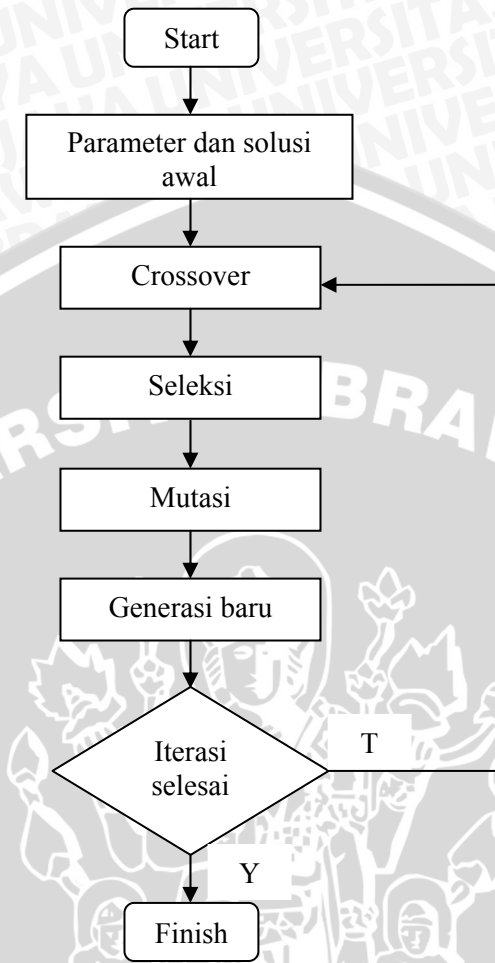 Start
Parameter dan solusi
awal
Crossover
Seleksi
Mutasi
Generasi baru
Iterasi
selesai
T
Y
Finish